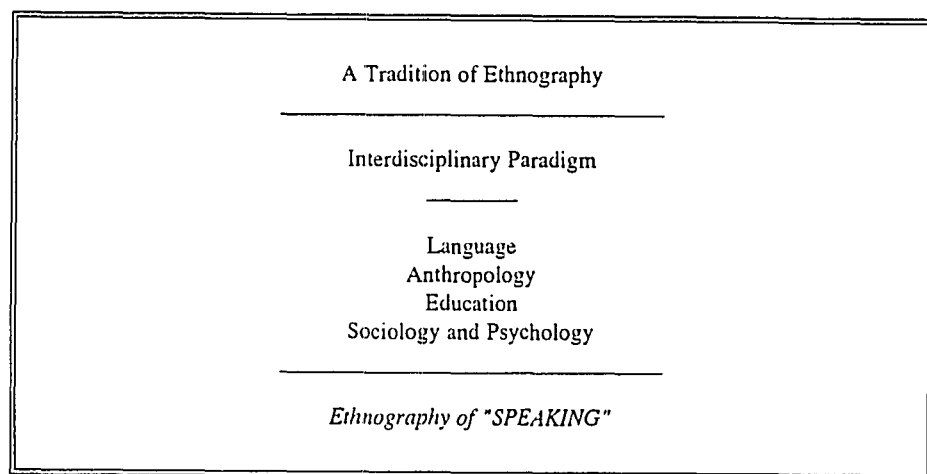 A Tradition of Ethnography
Interdisciplinary Paradigm
Language
Anthropology
Education
Sociology and Psychology
Ethnography of "SPEAKING"